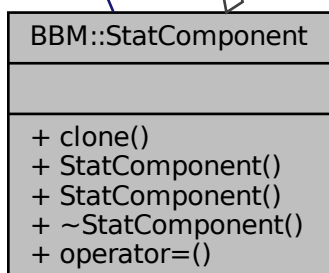 BBM::StatComponent
+ clone()
+ StatComponent()
+ StatComponent()
+ ~StatComponent()
+ operator=()